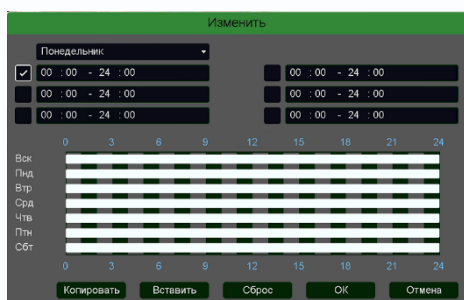 Изменить
Понедельник
00 : 00 - 24 : 00 00 : 00 - 24 : 00
00 : 00 - 24 : 00 00 : 00 - 24 : 00
00 : 00 - 24 : 00 00 : 00 - 24 : 00
0 3 6 9 12 15 18 21 24
Вск
Пнд
Втр
Срд
Чтв
Птн
Сбт
0 3 6 9 12 15 18 21 24
Копировать Вставить Сброс ОК Отмена